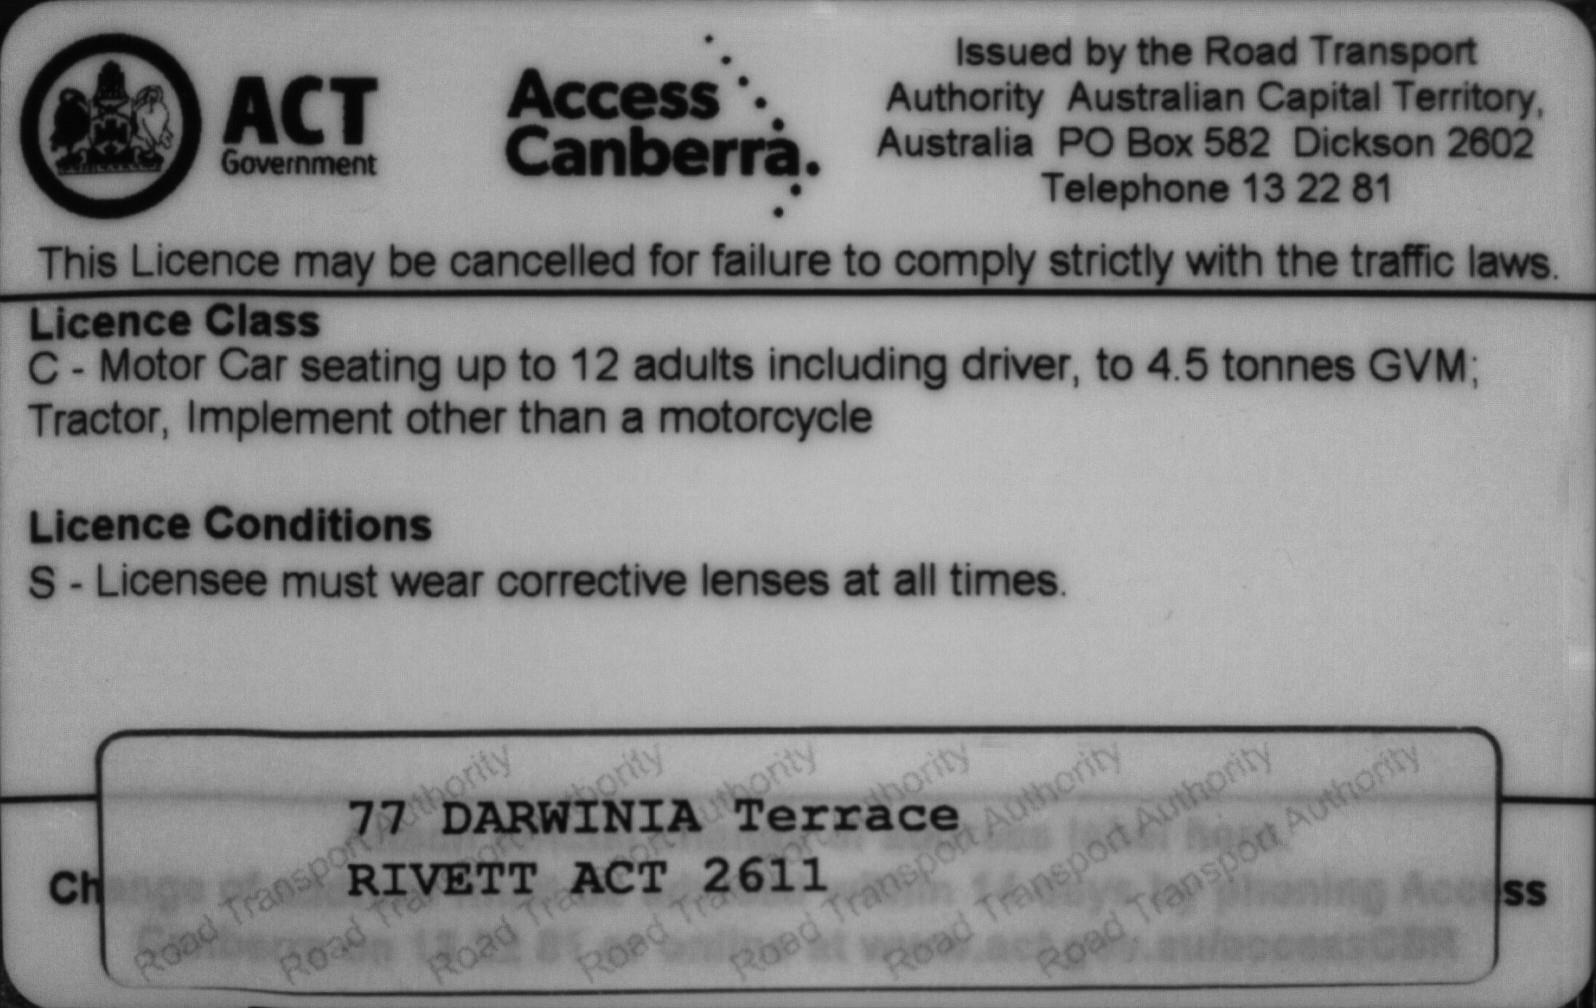 ACT
Government
Access
Canberra.
Issued by the Road Transport
Authority Australian Capital Territory,
Australia PO Box 582 Dickson 2602
Telephone 13 22 81
This Licence may be cancelled for failure to comply strictly with the traffic laws.
Licence Class
C - Motor Car seating up to 12 adults including driver, to 4.5 tonnes GVM;
Tractor, Implement other than a motorcycle
Licence Conditions
S - Licensee must wear corrective lenses at all times.
77 DARWINIA Terrace
RIVETT ACT 2611
Road Transport Authority Road Transport Authority Road Transport Authority Road Transport Authority Road Transport Authority Road Transport Authority Road Transport Authority